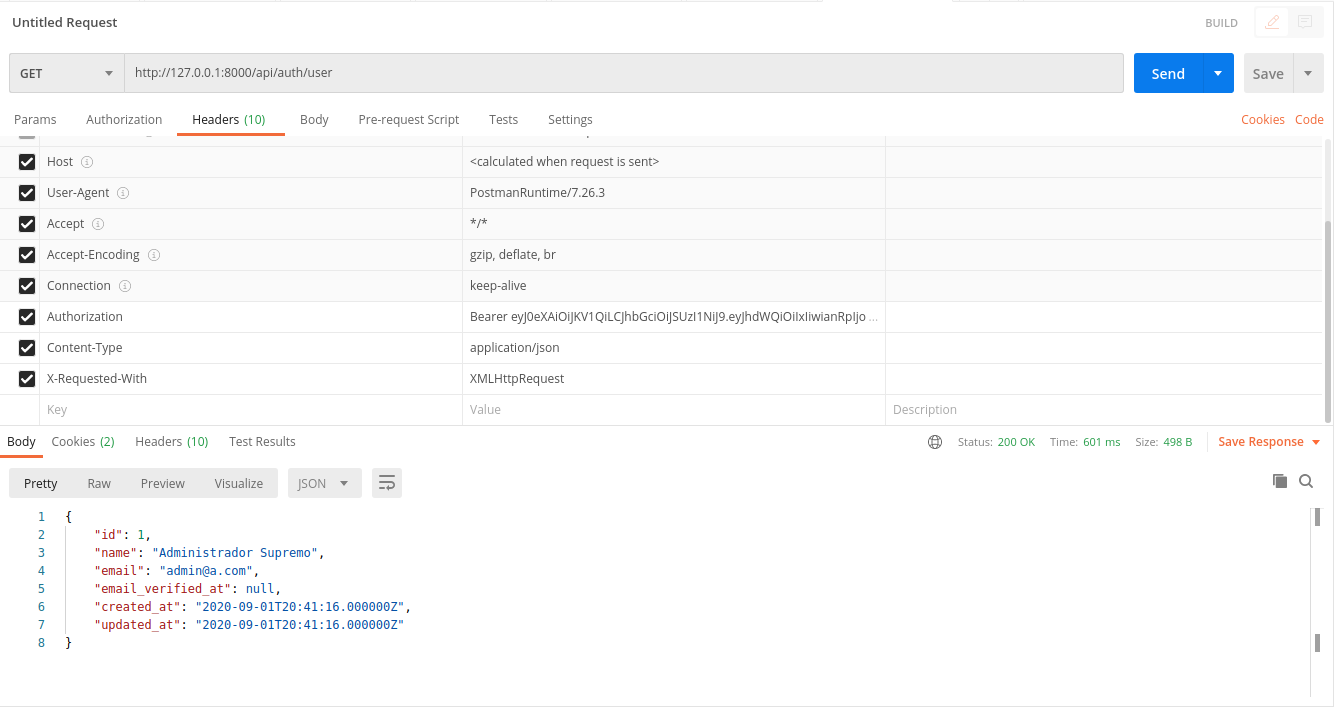 Untitled Request
BUILD
GET
http://127.0.0.1:8000/api/auth/user
Send
Save
Params Authorization Headers (10) Body Pre-request Script Tests Settings Cookies Code
Host <calculated when request is sent>
User-Agent PostmanRuntime/7.26.3
Accept */*
Accept-Encoding gzip, deflate, br
Connection keep-alive
Authorization Bearer eyJ0eXAiOiJKV1QiLCJhbGciOiJSUzI1NiJ9.eyJhdWQiOiIxIiwianRpIjo ...
Content-Type application/json
X-Requested-With XMLHttpRequest
Key Value Description
Body Cookies (2) Headers (10) Test Results Status: 200 OK Time: 601 ms Size: 498 B Save Response
Pretty Raw Preview Visualize JSON
1 {
2 "id": 1,
3 "name": "Administrador Supremo",
4 "email": "admin@a.com",
5 "email_verified_at": null,
6 "created_at": "2020-09-01T20:41:16.000000Z",
7 "updated_at": "2020-09-01T20:41:16.000000Z"
8 }